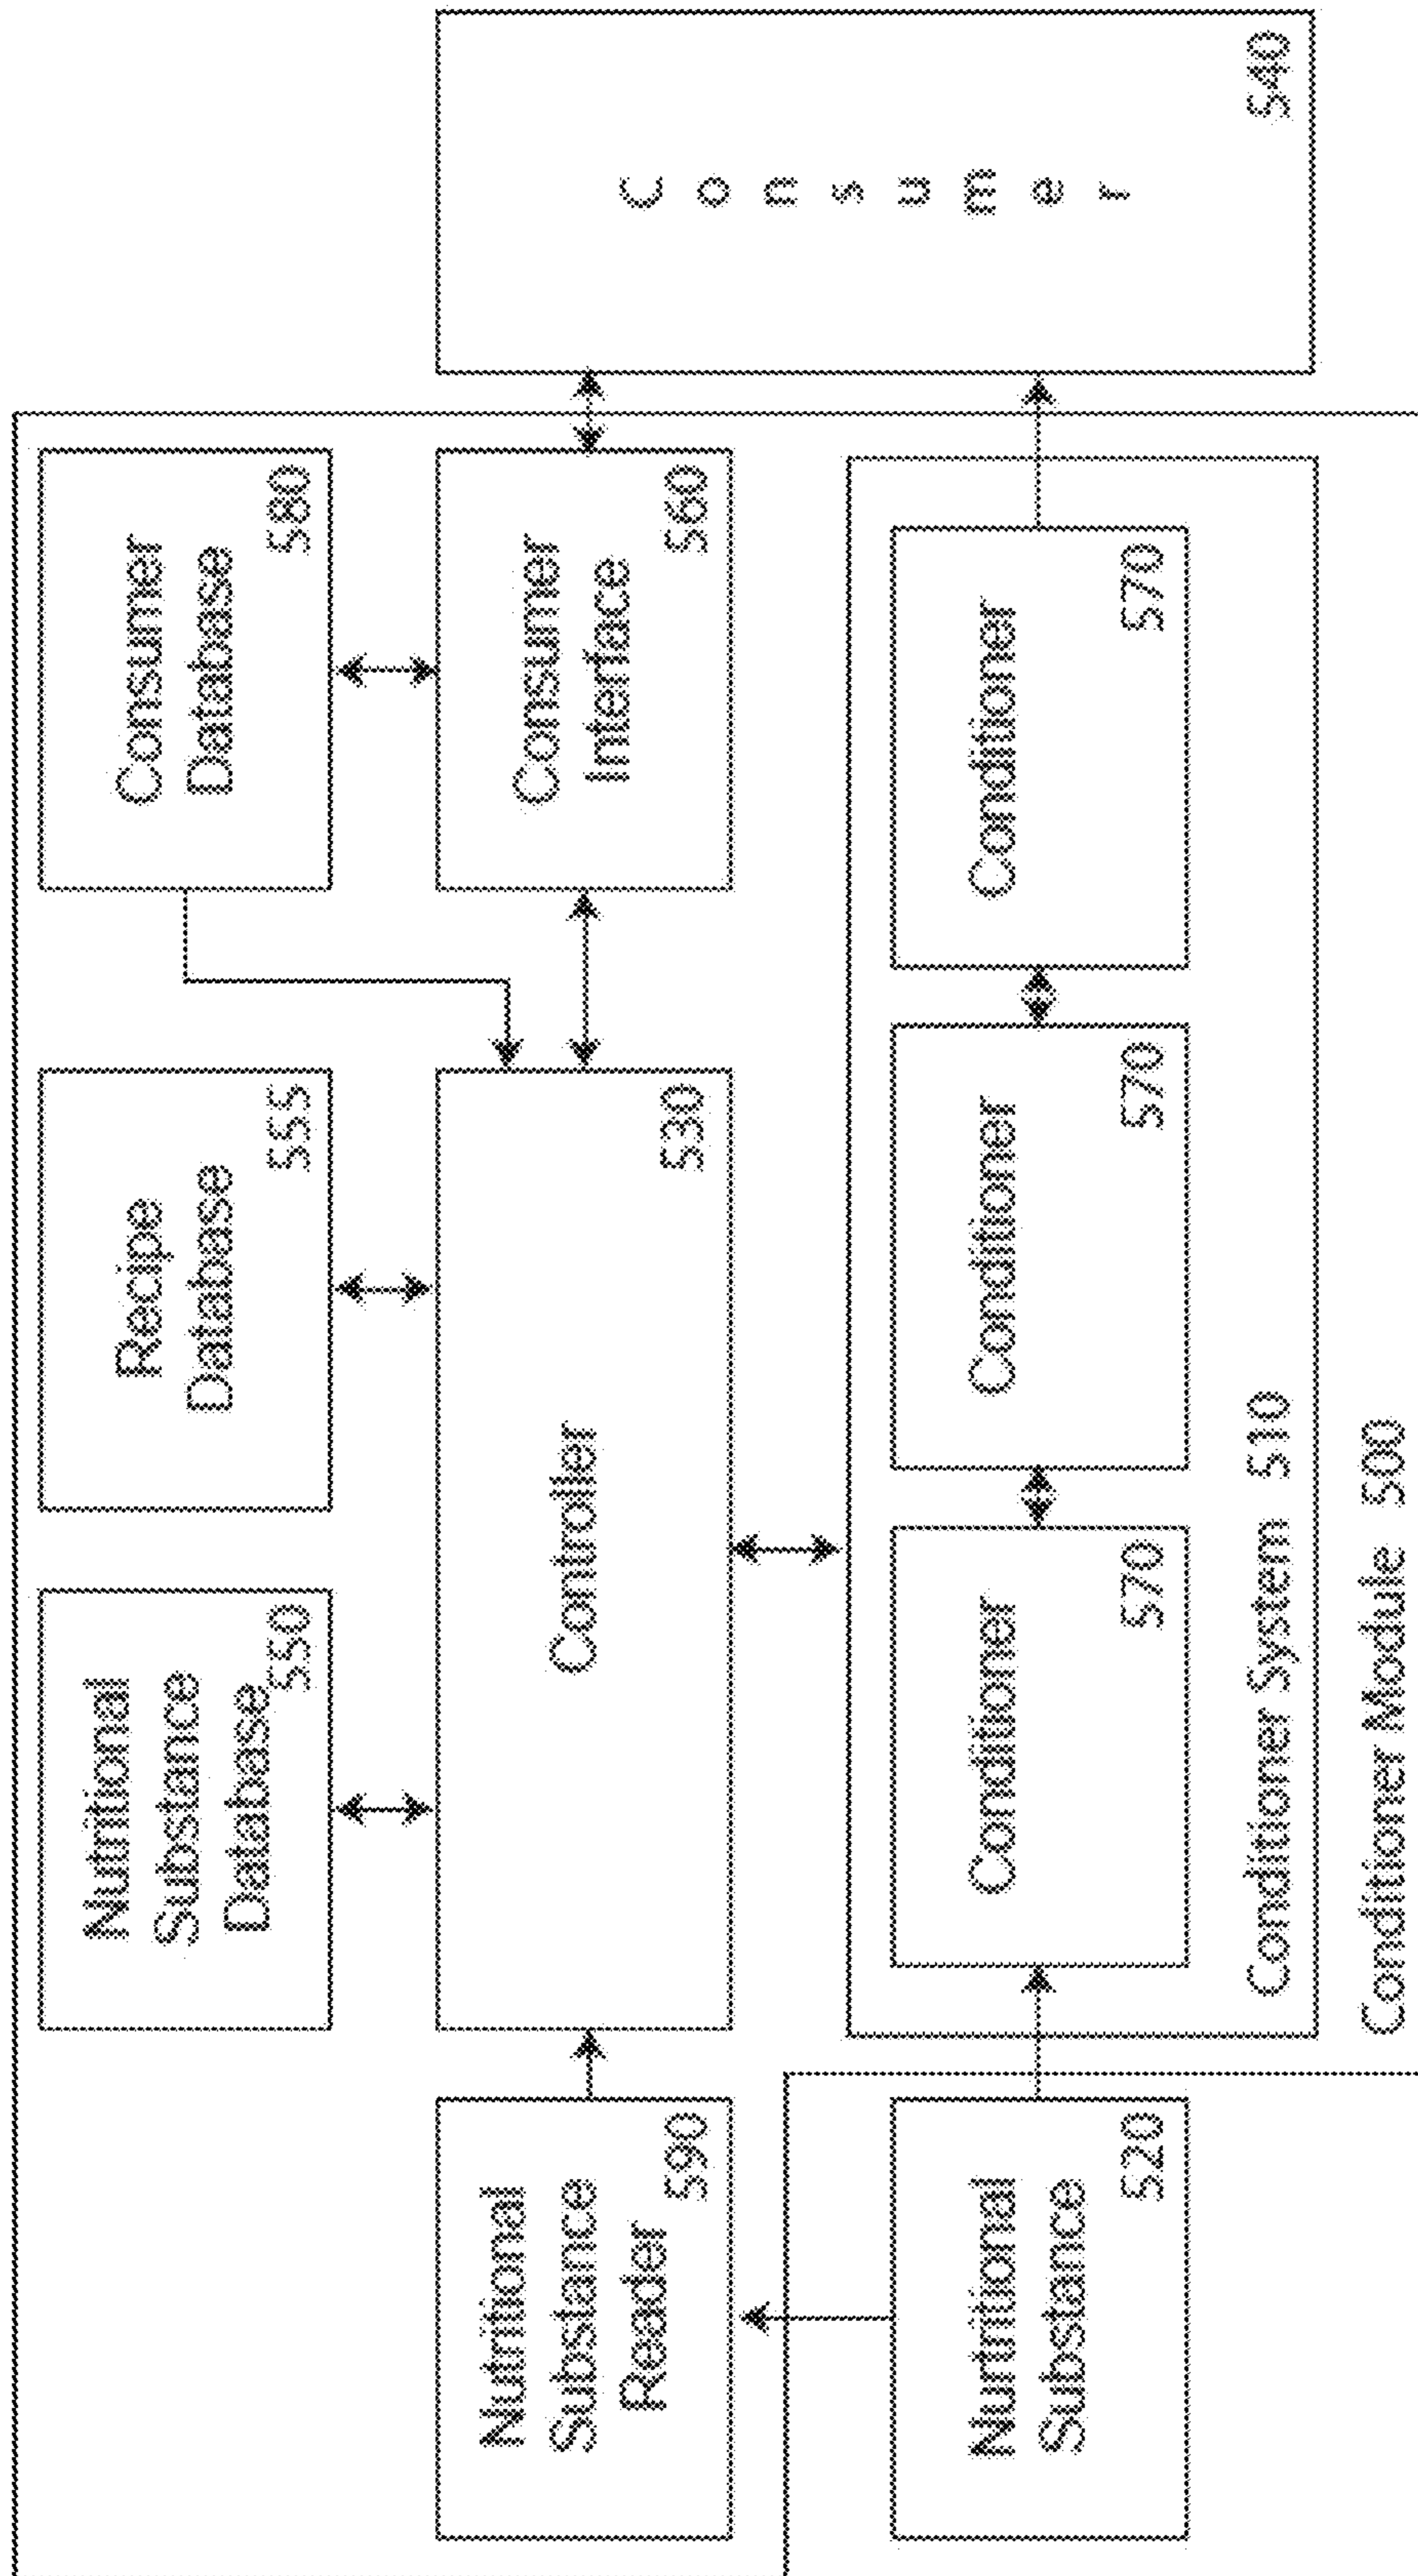 Nutritional
Substance
Database
550
Recipe
Database
555
Consumer
Database
580
Nutritional
Substance
Reader
590
Controller
530
Consumer
Interface
560
Consumer
540
Nurtritional
Substance
520
Conditioner
570
Conditioner
570
Conditioner
570
Conditioner System 510
Conditioner Module 500